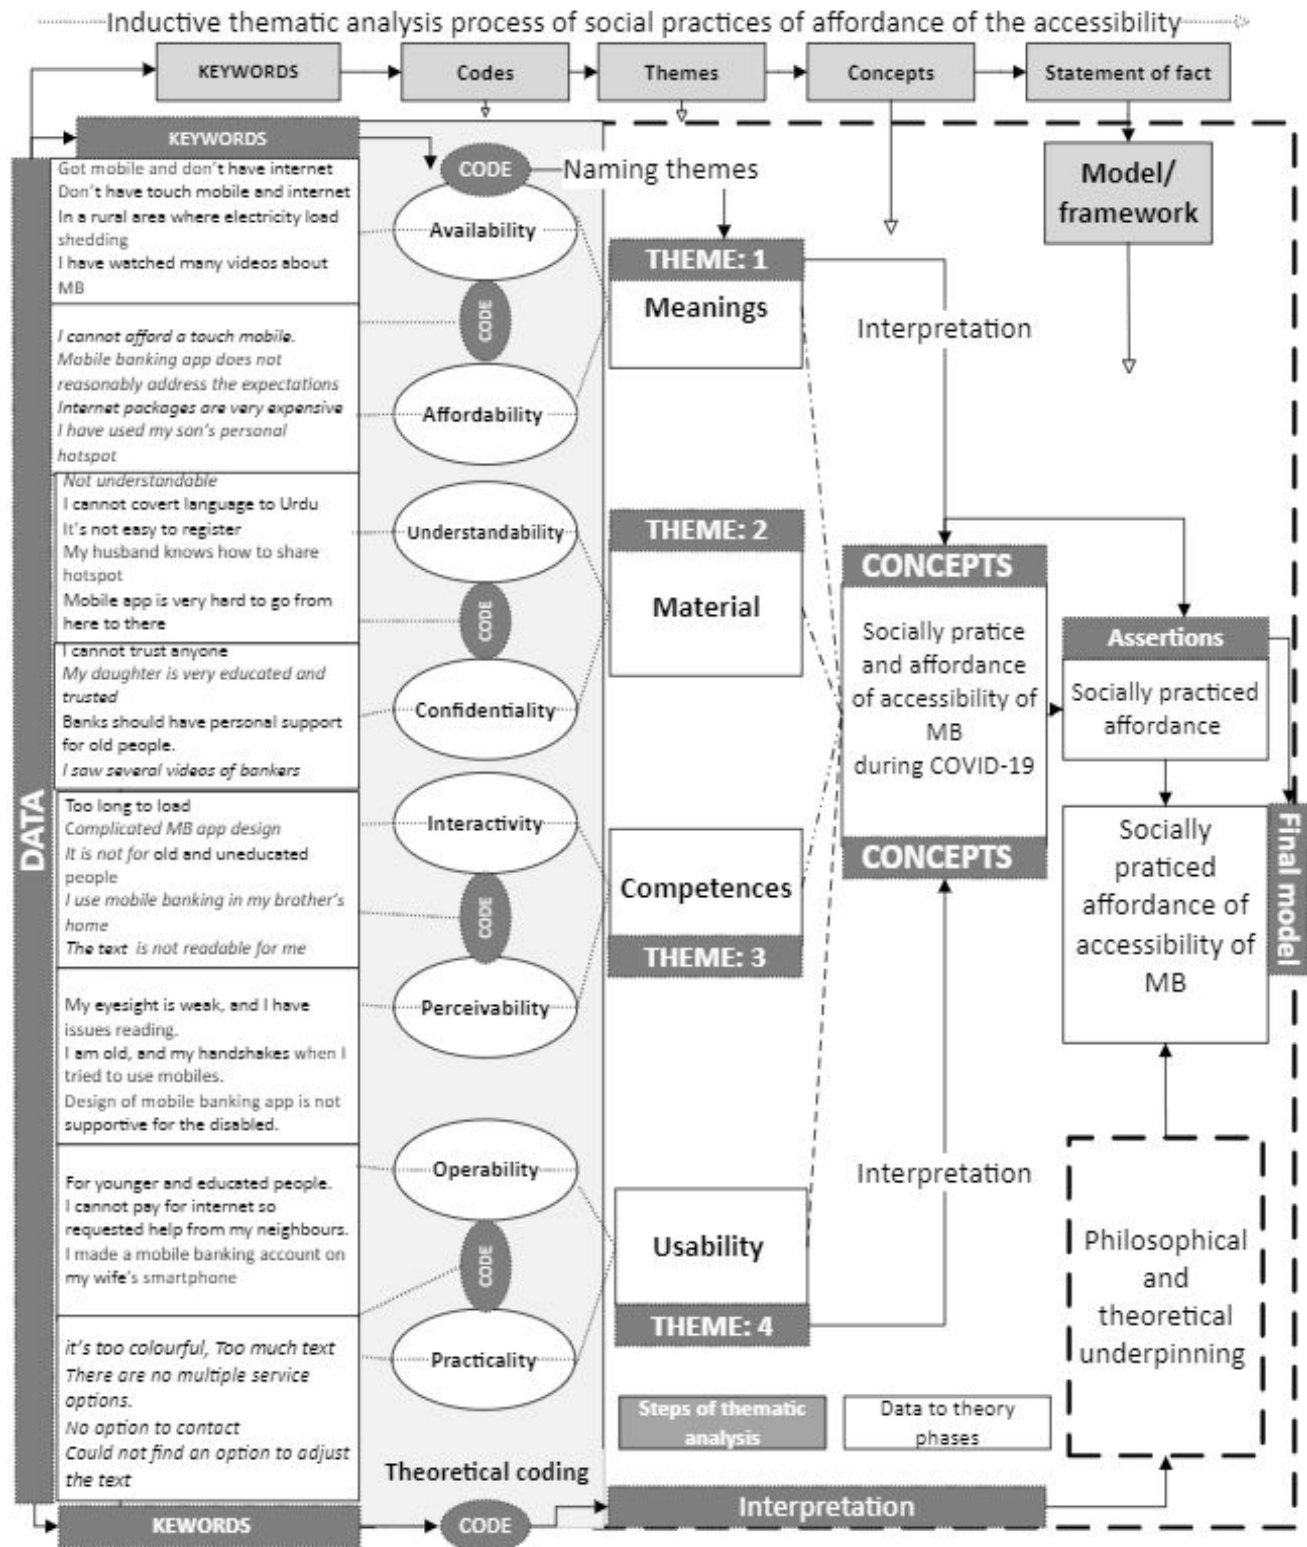 Inductive thematic analysis process of social practices of affordance of the accessibility
KEYWORDS
Codes
Themes
Concepts
Statement of fact
KEYWORDS
DATA
Got mobile and don't have internet
Don't have touch mobile and internet
In a rural area where electricity load
shedding
I have watched many videos about
MB
I cannot afford a touch mobile.
Mobile banking app does not
reasonably address the expectations
Internet packages are very expensive
I have used my son's personal
hotspot
Not understandable
I cannot covert language to Urdu
It's not easy to register
My husband knows how to share
hotspot
Mobile app is very hard to go from
here to there
I cannot trust anyone
My daughter is very educated and
trusted
Banks should have personal support
for old people.
I saw several videos of bankers
Too long to load
Complicated MB app design
It is not for old and uneducated
people
I use mobile banking in my brother's
home
The text is not readable for me
My eyesight is weak, and I have
issues reading.
I am old, and my handshakes when I
tried to use mobiles.
Design of mobile banking app is not
supportive for the disabled.
For younger and educated people.
I cannot pay for internet so
requested help from my neighbours.
I made a mobile banking account on
my wife's smartphone
it's too colourful, Too much text
There are no multiple service
options.
No option to contact
Could not find an option to adjust
the text
KEWORDS
CODE
Availability
CODE
Affordability
Understandability
CODE
Confidentiality
Interactivity
CODE
Perceivability
Operability
CODE
Practicality
Theoretical coding
CODE
Naming themes
THEME: 1
Meanings
THEME: 2
Material
Competences
THEME: 3
Usability
THEME: 4
Steps of thematic
analysis
Data to theory
phases
Interpretation
Interpretation
CONCEPTS
Socially pratice
and affordance
of accessibility of
MB
during COVID-19
CONCEPTS
Interpretation
Model/
framework
Assertions
Socially practiced
affordance
Socially
praticed
affordance of
accessibility of
MB
Final model
Philosophical
and
theoretical
underpinning